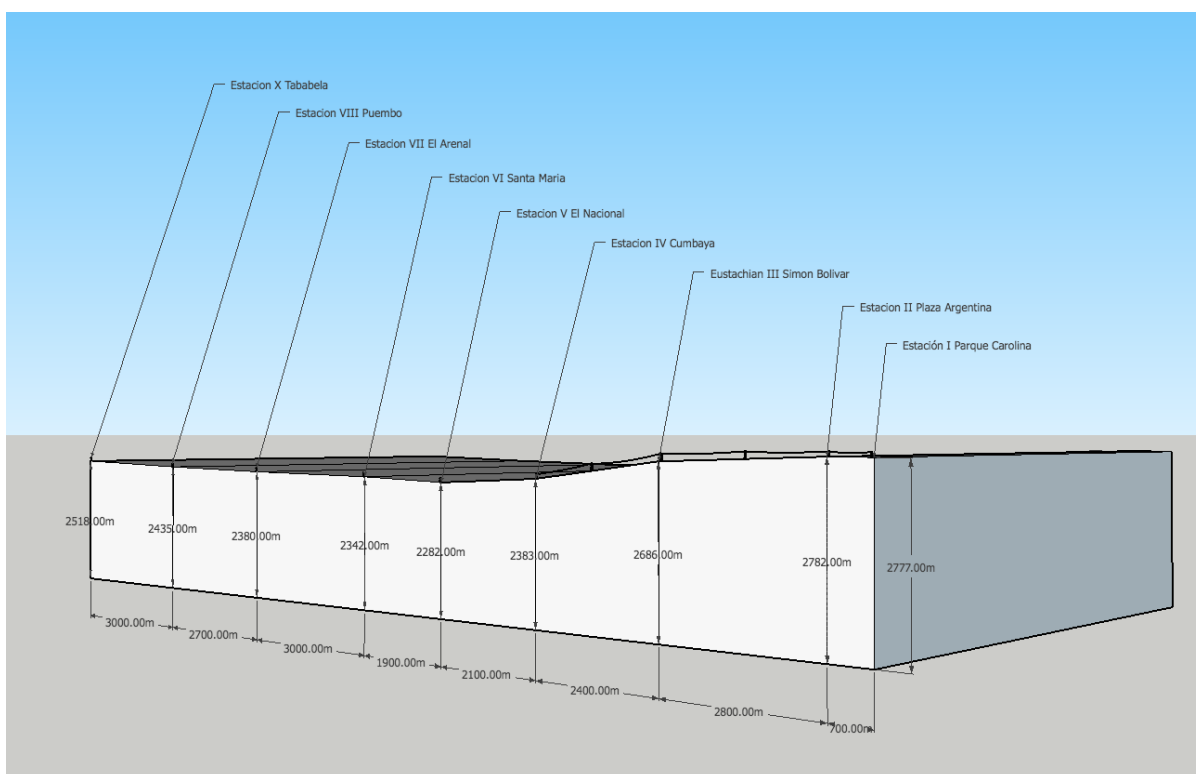 Estacion X Tababela
Estacion VIII Puembo
Estacion VII El Arenal
Estacion VI Santa Maria
Estacion V El Nacional
Estacion IV Cumbaya
Eustachian III Simon Bolivar
Estacion II Plaza Argentina
Estación I Parque Carolina
2518.00m
2435.00m
2380.00m
2342.00m
2282.00m
2383.00m
2686.00m
2782.00m
2777.00m
3000.00m
2700.00m
3000.00m
1900.00m
2100.00m
2400.00m
2800.00m
700.00m